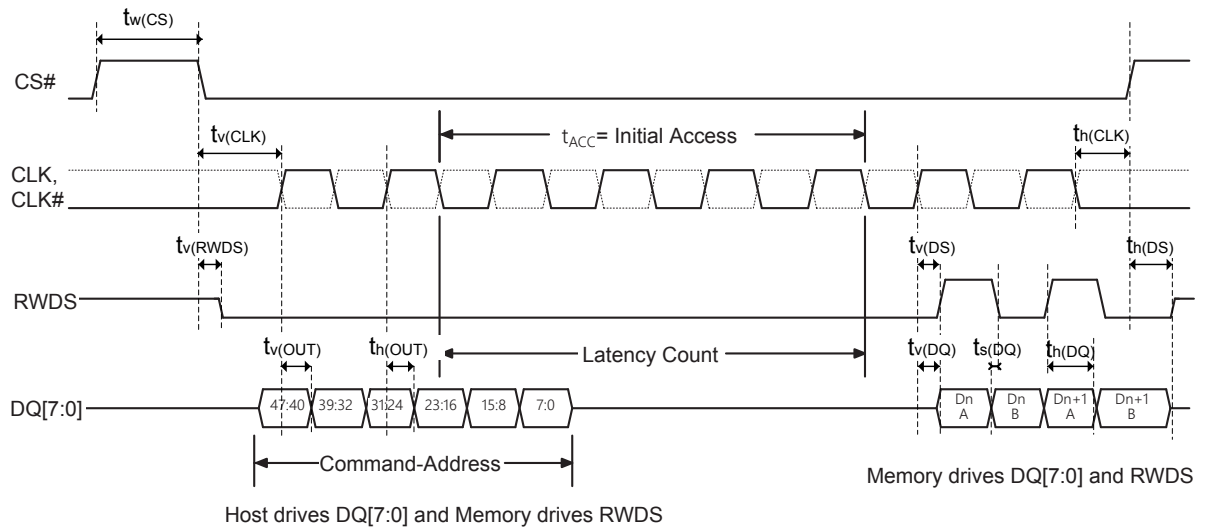 tw(CS)
CS#
tv(CLK)
tACC= Initial Access
th(CLK)
CLK,
CLK#
tv(RWDS)
tv(DS)
th(DS)
RWDS
tv(OUT)
th(OUT)
Latency Count
tv(DQ)
ts(DQ)
th(DQ)
DQ[7:0]
47:40
39:32
31:24
23:16
15:8
7:0
Dn
A
Dn
B
Dn+1
A
Dn+1
B
Command-Address
Memory drives DQ[7:0] and RWDS
Host drives DQ[7:0] and Memory drives RWDS